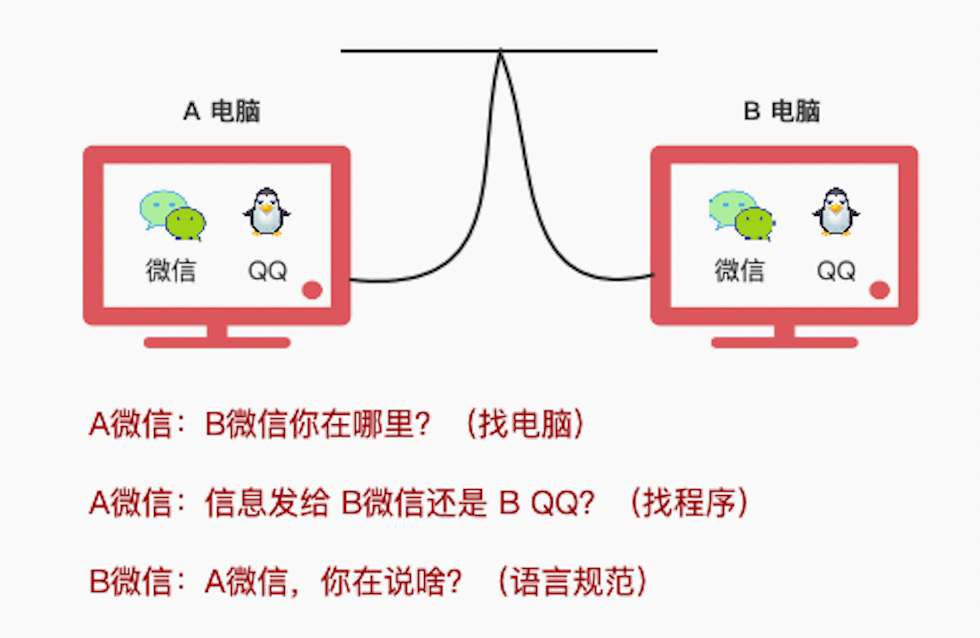 A 电脑
B 电脑
微信
QQ
微信
QQ
A微信：B微信你在哪里？（找电脑）
A微信：信息发给 B微信还是 B QQ？（找程序）
B微信：A微信，你在说啥？（语言规范）